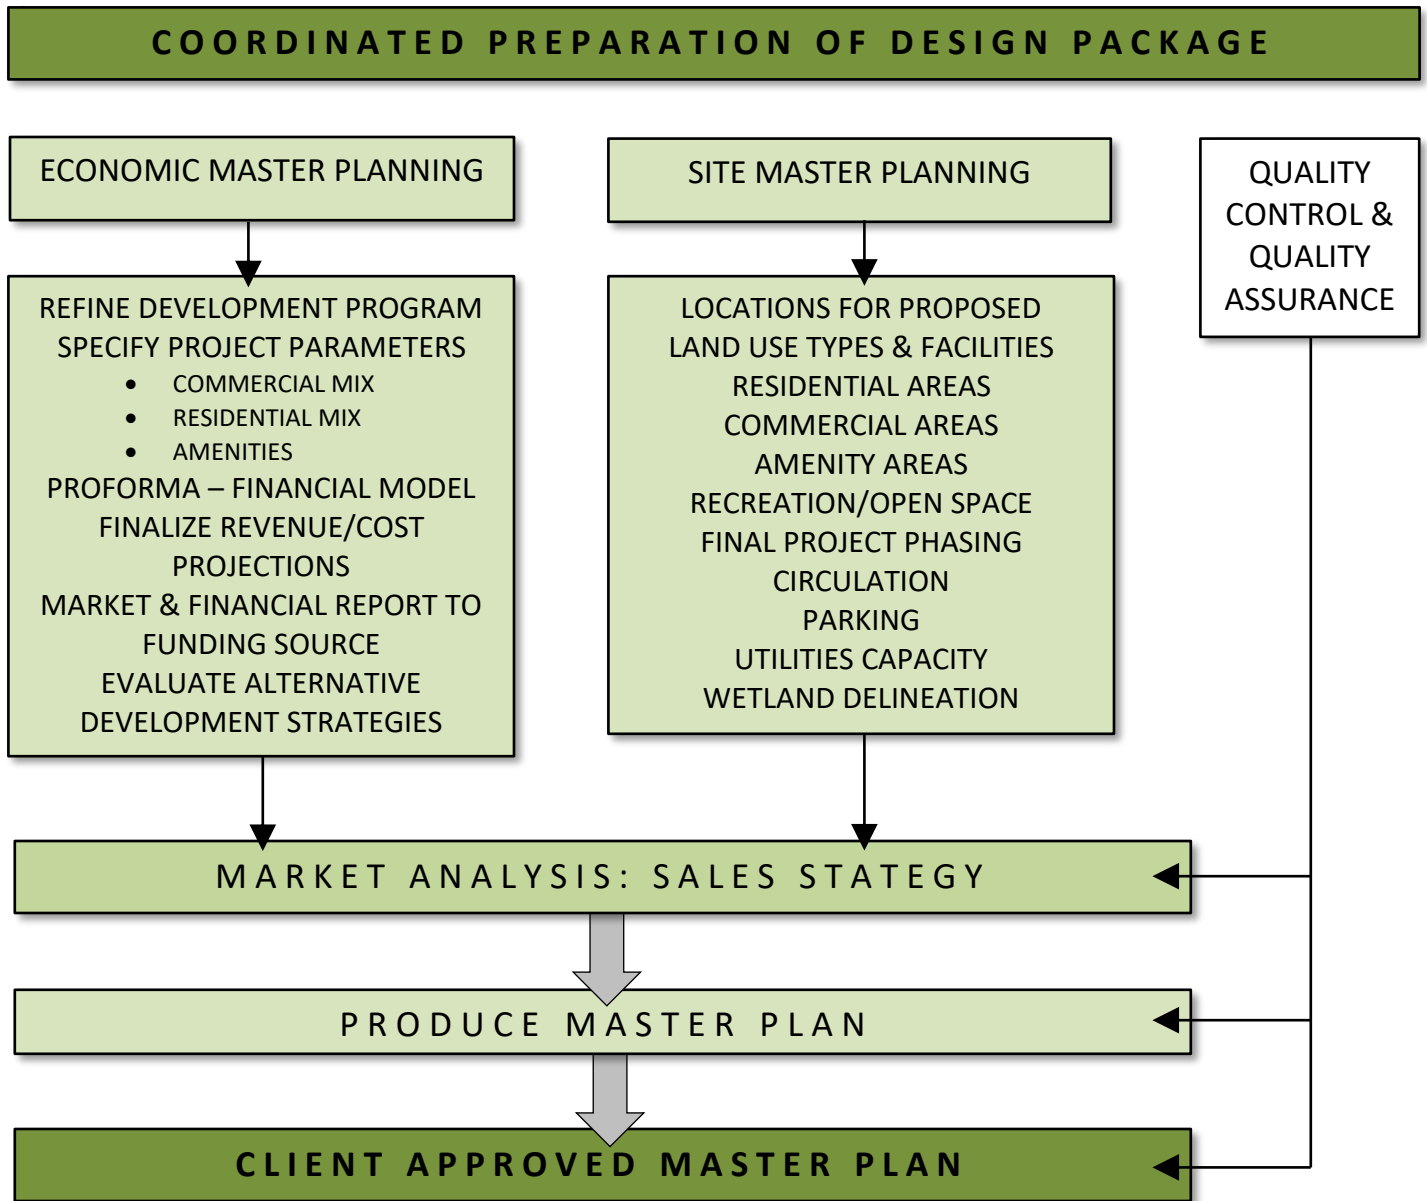 COORDINATED PREPARATION OF DESIGN PACKAGE
ECONOMIC MASTER PLANNING
REFINE DEVELOPMENT PROGRAM
SPECIFY PROJECT PARAMETERS
• COMMERCIAL MIX
• RESIDENTIAL MIX
• AMENITIES
PROFORMA – FINANCIAL MODEL
FINALIZE REVENUE/COST
PROJECTIONS
MARKET & FINANCIAL REPORT TO
FUNDING SOURCE
EVALUATE ALTERNATIVE
DEVELOPMENT STRATEGIES
SITE MASTER PLANNING
LOCATIONS FOR PROPOSED
LAND USE TYPES & FACILITIES
RESIDENTIAL AREAS
COMMERCIAL AREAS
AMENITY AREAS
RECREATION/OPEN SPACE
FINAL PROJECT PHASING
CIRCULATION
PARKING
UTILITIES CAPACITY
WETLAND DELINEATION
QUALITY
CONTROL &
QUALITY
ASSURANCE
MARKET ANALYSIS: SALES STATEGY
PRODUCE MASTER PLAN
CLIENT APPROVED MASTER PLAN